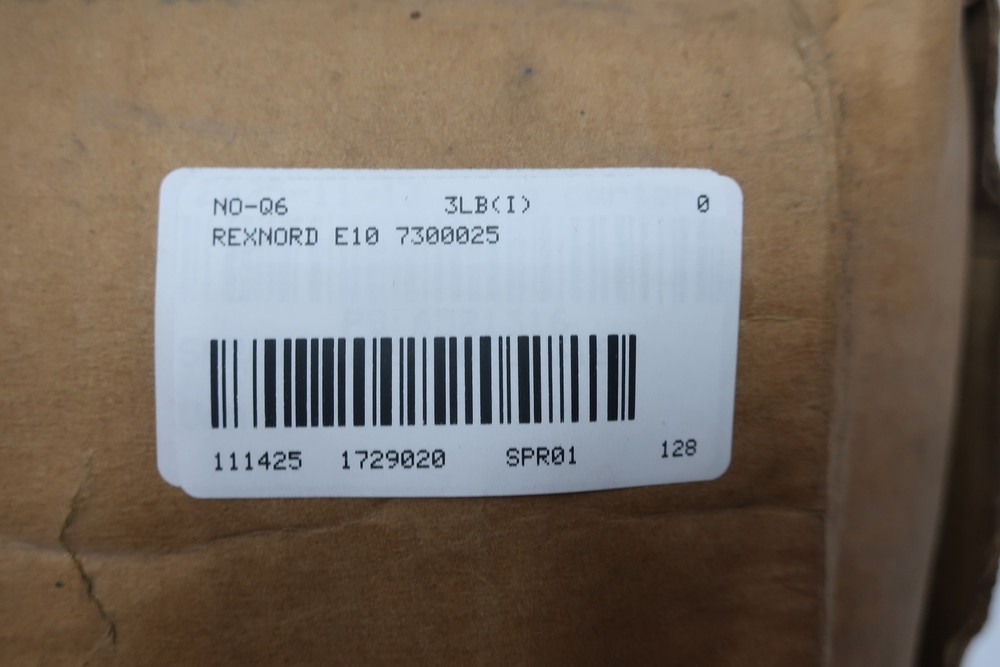 NO-Q6 3LB(I) 0
REXNORD E10 7300025
111425 1729020 SPR01 128